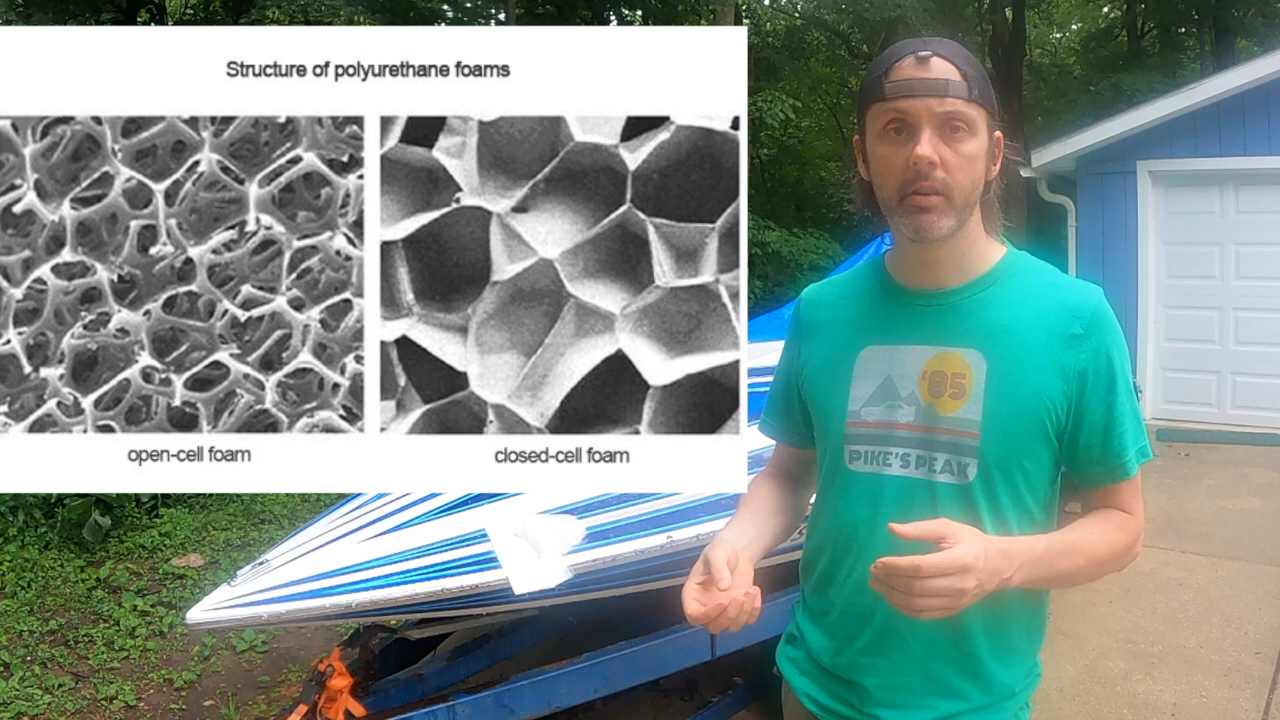 Structure of polyurethane foams
open-cell foam
closed-cell foam
'85
PIKE'S PEAK